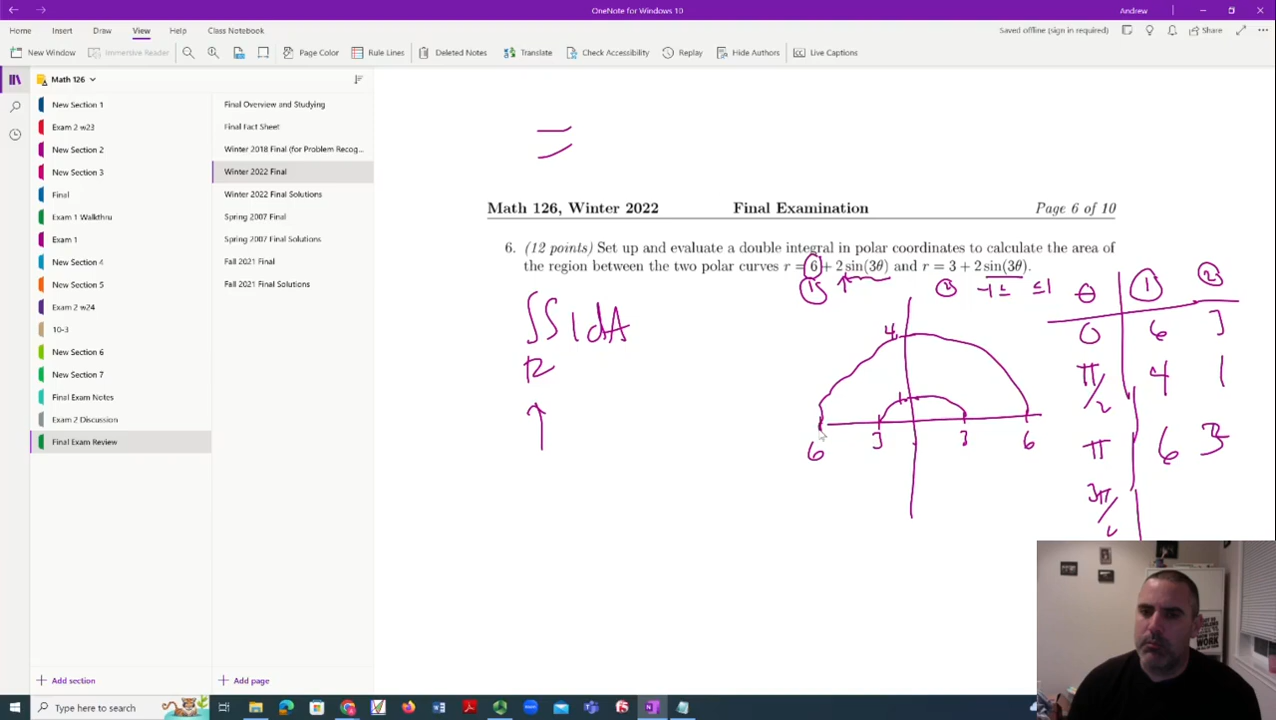 OneNote for Windows 10
Andrew
Home Insert Draw View Help Class Notebook
Saved offline (sign in required)
Share
New Window Immersive Reader Page Color Rule Lines Deleted Notes Translate Check Accessibility Replay Hide Authors Live Captions
Math 126
New Section 1
Exam 2 w23
New Section 2
New Section 3
Final
Exam 1 Walkthru
Exam 1
New Section 4
New Section 5
Exam 2 w24
10-3
New Section 6
New Section 7
Final Exam Notes
Exam 2 Discussion
Final Exam Review
Add section
Final Overview and Studying
Final Fact Sheet
Winter 2018 Final (for Problem Recog...
Winter 2022 Final
Winter 2022 Final Solutions
Spring 2007 Final
Spring 2007 Final Solutions
Fall 2021 Final
Fall 2021 Final Solutions
Add page
=
Math 126, Winter 2022 Final Examination Page 6 of 10
6. (12 points) Set up and evaluate a double integral in polar coordinates to calculate the area of
the region between the two polar curves r = 6 + 2 sin(3θ) and r = 3 + 2 sin(3θ).
① ② -1≤ ≤1
∬ 1 dA
R
4
1
6 3 3 6
θ ① ②
0 6 3
π/2 4 1
π 6 3
3π/2
Type here to search